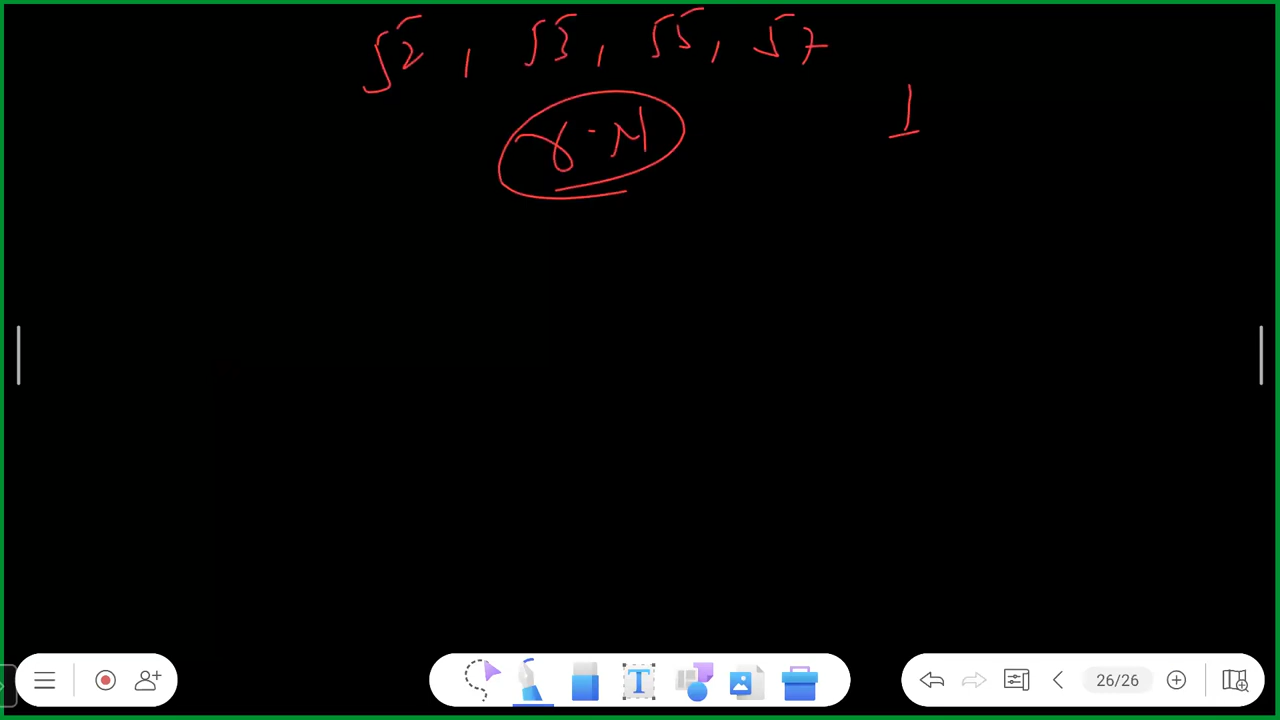 √2, √3, √5, √7
1
26/26